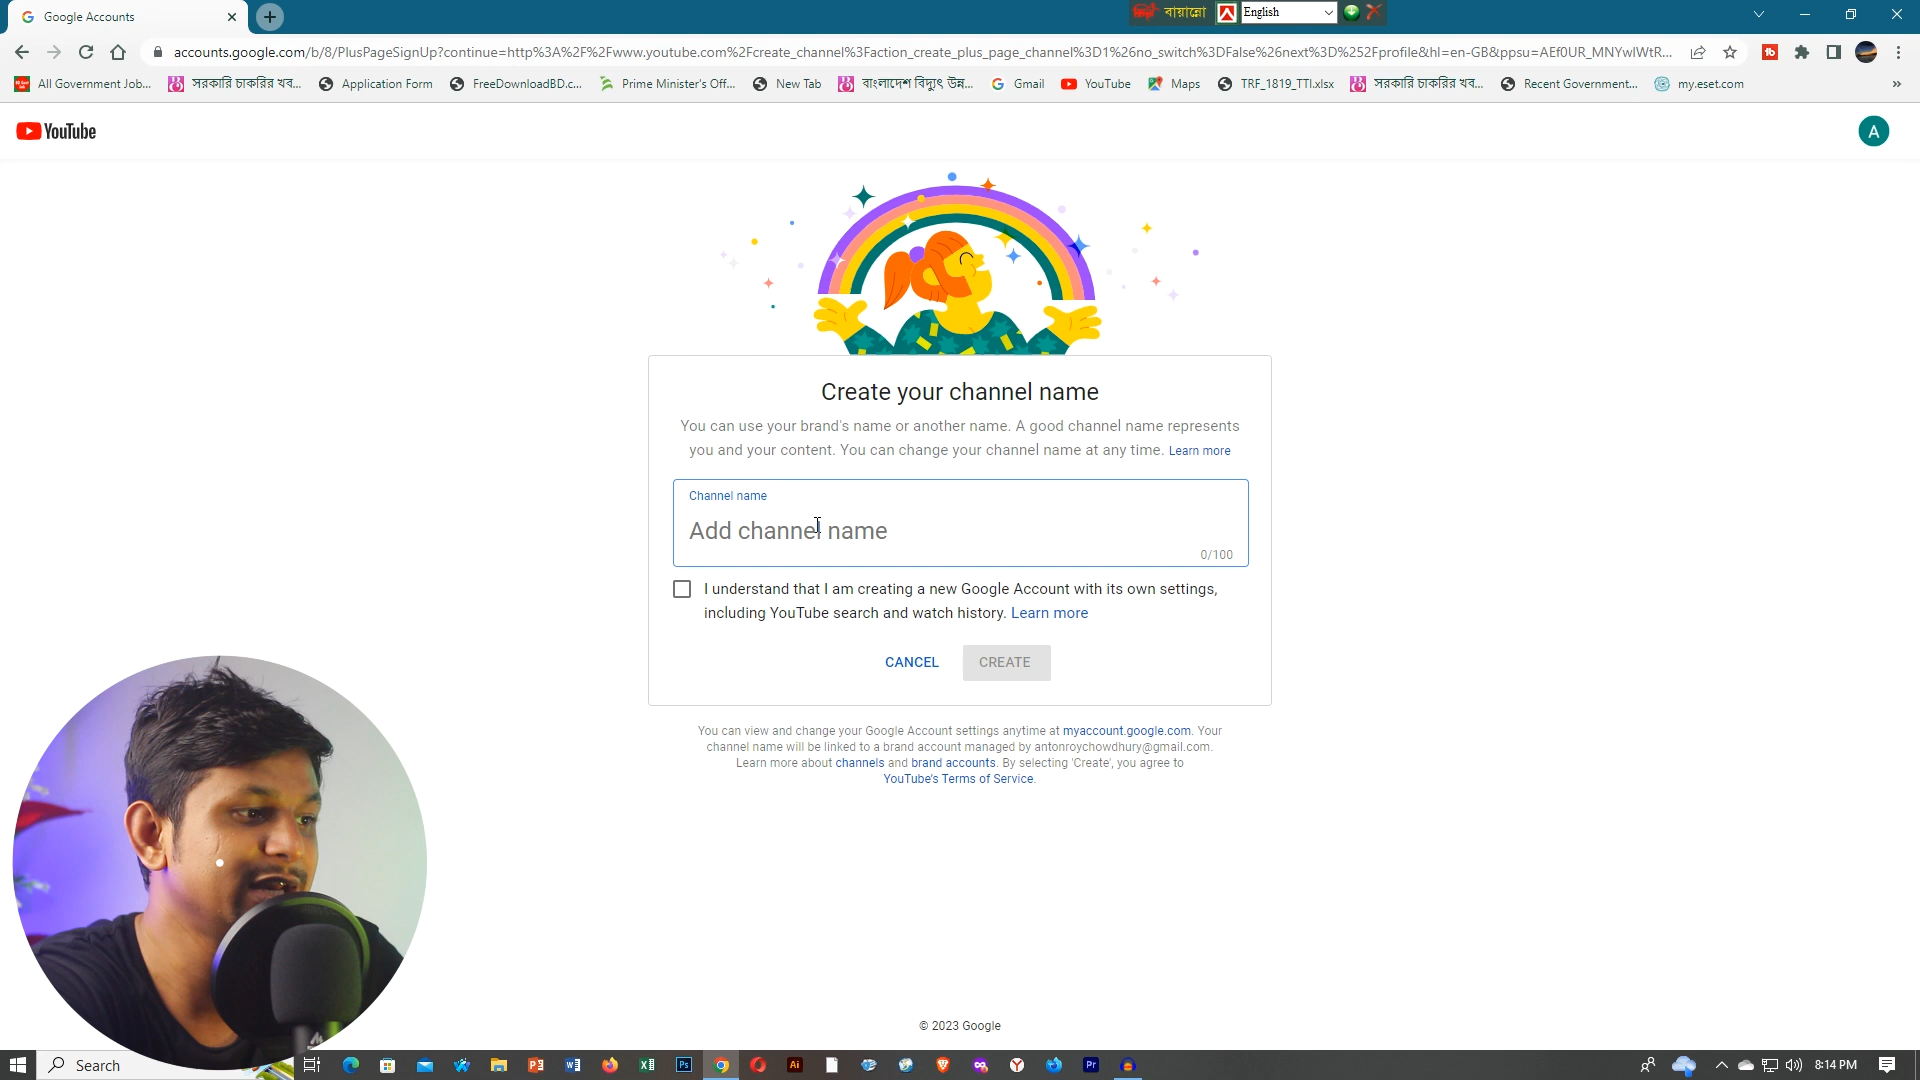 Google Accounts
বায়ান্নো
English
accounts.google.com/b/8/PlusPageSignUp?continue=http%3A%2F%2Fwww.youtube.com%2Fcreate_channel%3Faction_create_plus_page_channel%3D1%26no_switch%3DFalse%26next%3D%252Fprofile&hl=en-GB&ppsu=AEf0UR_MNYwlWtR...
All Government Job...
সরকারি চাকরির খব...
Application Form
FreeDownloadBD.c...
Prime Minister's Off...
New Tab
বাংলাদেশ বিদ্যুৎ উন্ন...
Gmail
YouTube
Maps
TRF_1819_TTI.xlsx
সরকারি চাকরির খব...
Recent Government...
my.eset.com
YouTube
A
Create your channel name
You can use your brand's name or another name. A good channel name represents
you and your content. You can change your channel name at any time. Learn more
Channel name
Add channel name
0/100
I understand that I am creating a new Google Account with its own settings,
including YouTube search and watch history. Learn more
CANCEL
CREATE
You can view and change your Google Account settings anytime at myaccount.google.com. Your
channel name will be linked to a brand account managed by antonroychowdhury@gmail.com.
Learn more about channels and brand accounts. By selecting 'Create', you agree to
YouTube's Terms of Service.
© 2023 Google
Search
Ps
Ai
Pr
8:14 PM